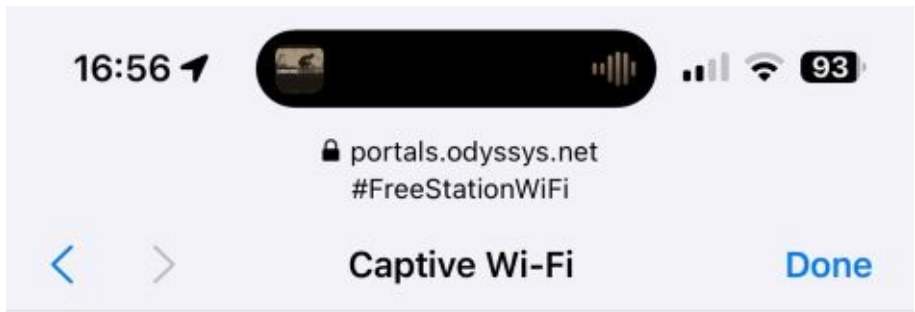 16:56
93
portals.odyssys.net
#FreeStationWiFi
Captive Wi-Fi
Done